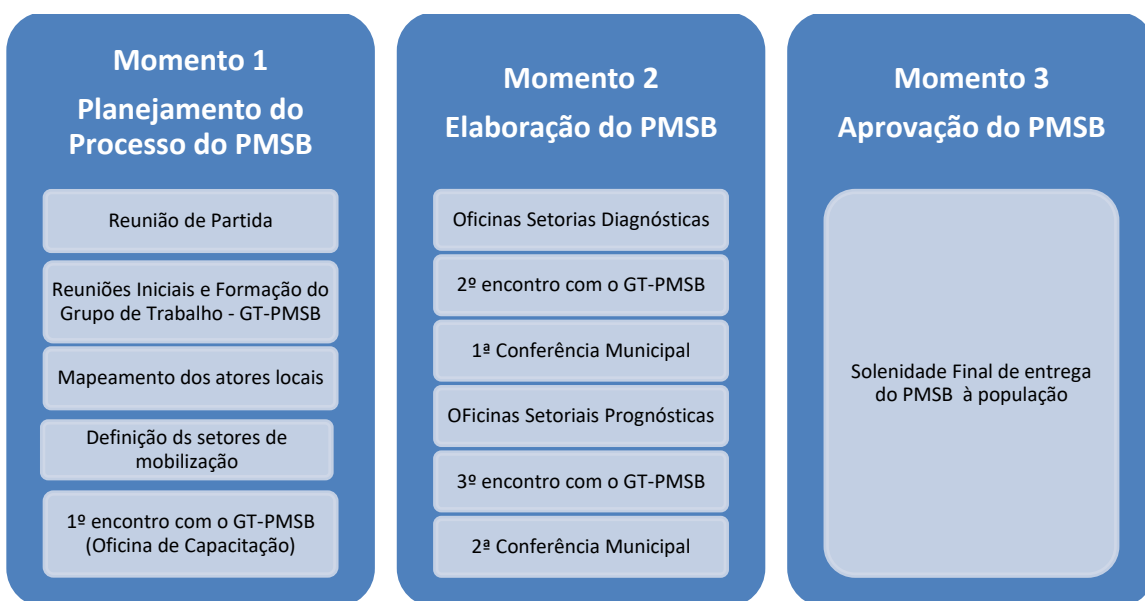 Momento 1
Planejamento do
Processo do PMSB
Reunião de Partida
Reuniões Iniciais e Formação do
Grupo de Trabalho - GT-PMSB
Mapeamento dos atores locais
Definição ds setores de
mobilização
1º encontro com o GT-PMSB
(Oficina de Capacitação)
Momento 2
Elaboração do PMSB
Oficinas Setorias Diagnósticas
2º encontro com o GT-PMSB
1ª Conferência Municipal
OFicinas Setoriais Prognósticas
3º encontro com o GT-PMSB
2ª Conferência Municipal
Momento 3
Aprovação do PMSB
Solenidade Final de entrega
do PMSB à população